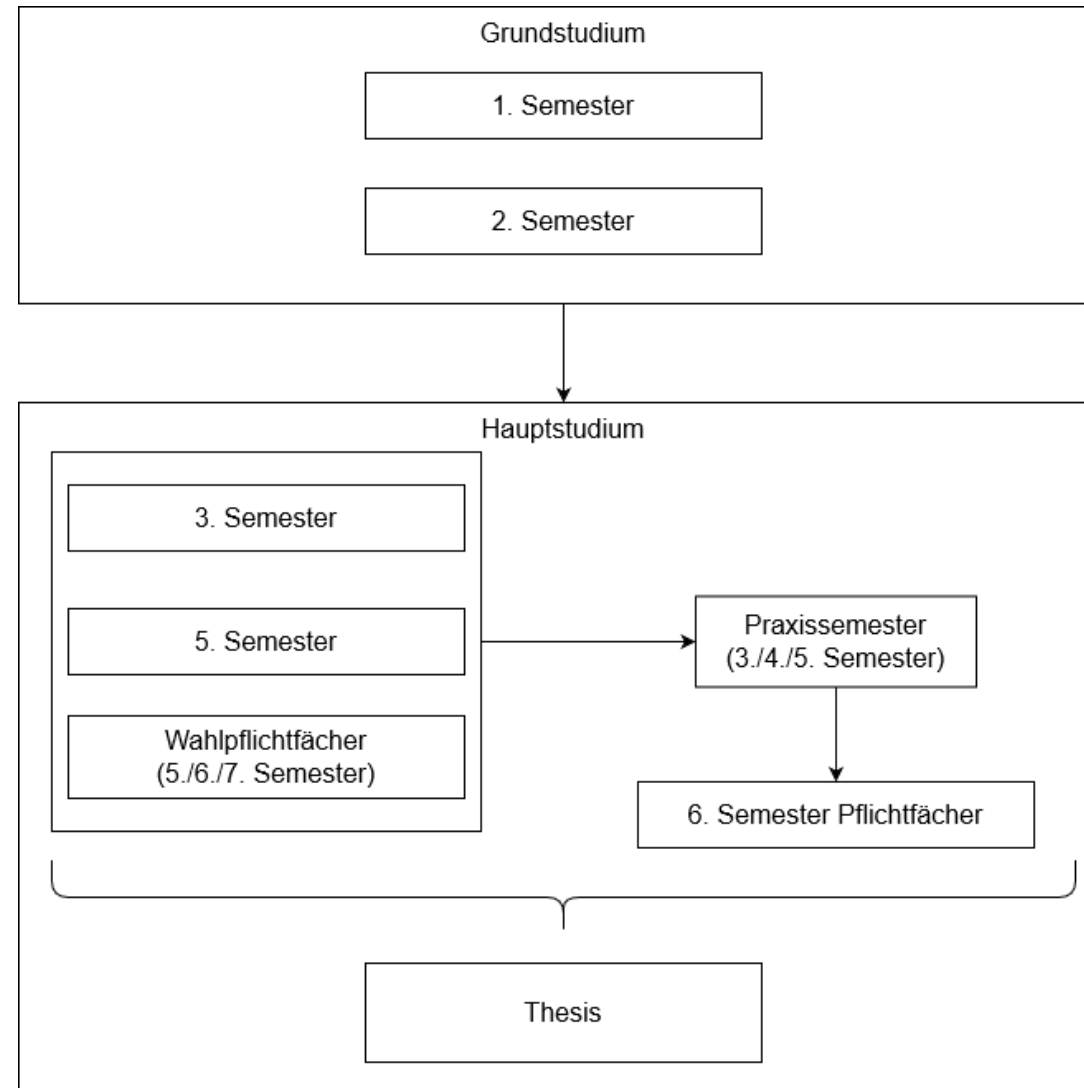 Grundstudium
1. Semester
2. Semester
Hauptstudium
3. Semester
5. Semester
Wahlpflichtfächer
(5./6./7. Semester)
Praxissemester
(3./4./5. Semester)
6. Semester Pflichtfächer
Thesis